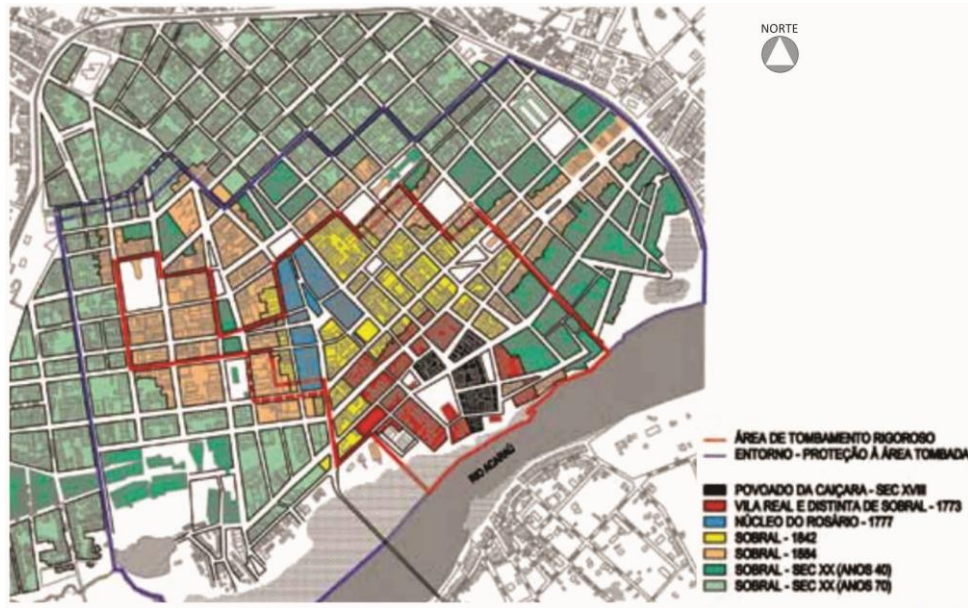 NORTE
RIO ACARAÚ
ÁREA DE TOMBAMENTO RIGOROSO
ENTORNO - PROTEÇÃO À ÁREA TOMBADA
POVOADO DA CAIÇARA - SEC XVIII
VILA REAL E DISTINTA DE SOBRAL - 1773
NÚCLEO DO ROSÁRIO - 1777
SOBRAL - 1842
SOBRAL - 1884
SOBRAL - SEC XX (ANOS 40)
SOBRAL - SEC XX (ANOS 70)